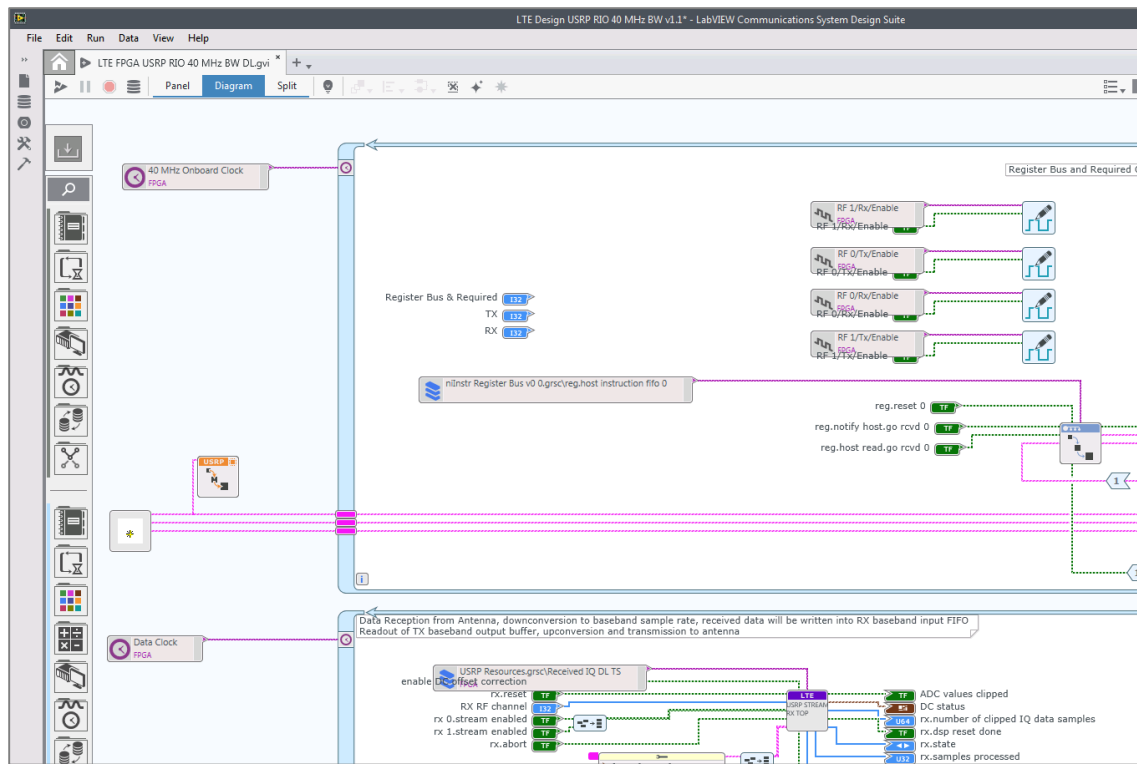 LTE Design USRP RIO 40 MHz BW v1.1* - LabVIEW Communications System Design Suite
File Edit Run Data View Help
LTE FPGA USRP RIO 40 MHz BW DL.gvi
Panel Diagram Split
40 MHz Onboard Clock
FPGA
Register Bus and Required
RF 1/Rx/Enable
FPGA
RF 1/Rx/Enable
TF
RF 0/Tx/Enable
FPGA
RF 0/Tx/Enable
TF
Register Bus & Required I32
RF 0/Rx/Enable
FPGA
RF 0/Rx/Enable
TF
TX I32
RX I32
RF 1/Tx/Enable
FPGA
RF 1/Tx/Enable
TF
niInstr Register Bus v0 0.grsc\reg.host instruction fifo 0
reg.reset 0 TF
reg.notify host.go rcvd 0 TF
reg.host read.go rcvd 0 TF
USRP
1
i
Data Reception from Antenna, downconversion to baseband sample rate, received data will be written into RX baseband input FIFO
Readout of TX baseband output buffer, upconversion and transmission to antenna
Data Clock
FPGA
USRP Resources.grsc\Received IQ DL TS
FPGA
enable DC offset correction
rx.reset TF
RX RF channel I32
rx 0.stream enabled TF
rx 1.stream enabled TF
rx.abort TF
LTE
USRP STREAM
RX TOP
TF ADC values clipped
DC status
U64 rx.number of clipped IQ data samples
TF rx.dsp reset done
rx.state
U32 rx.samples processed